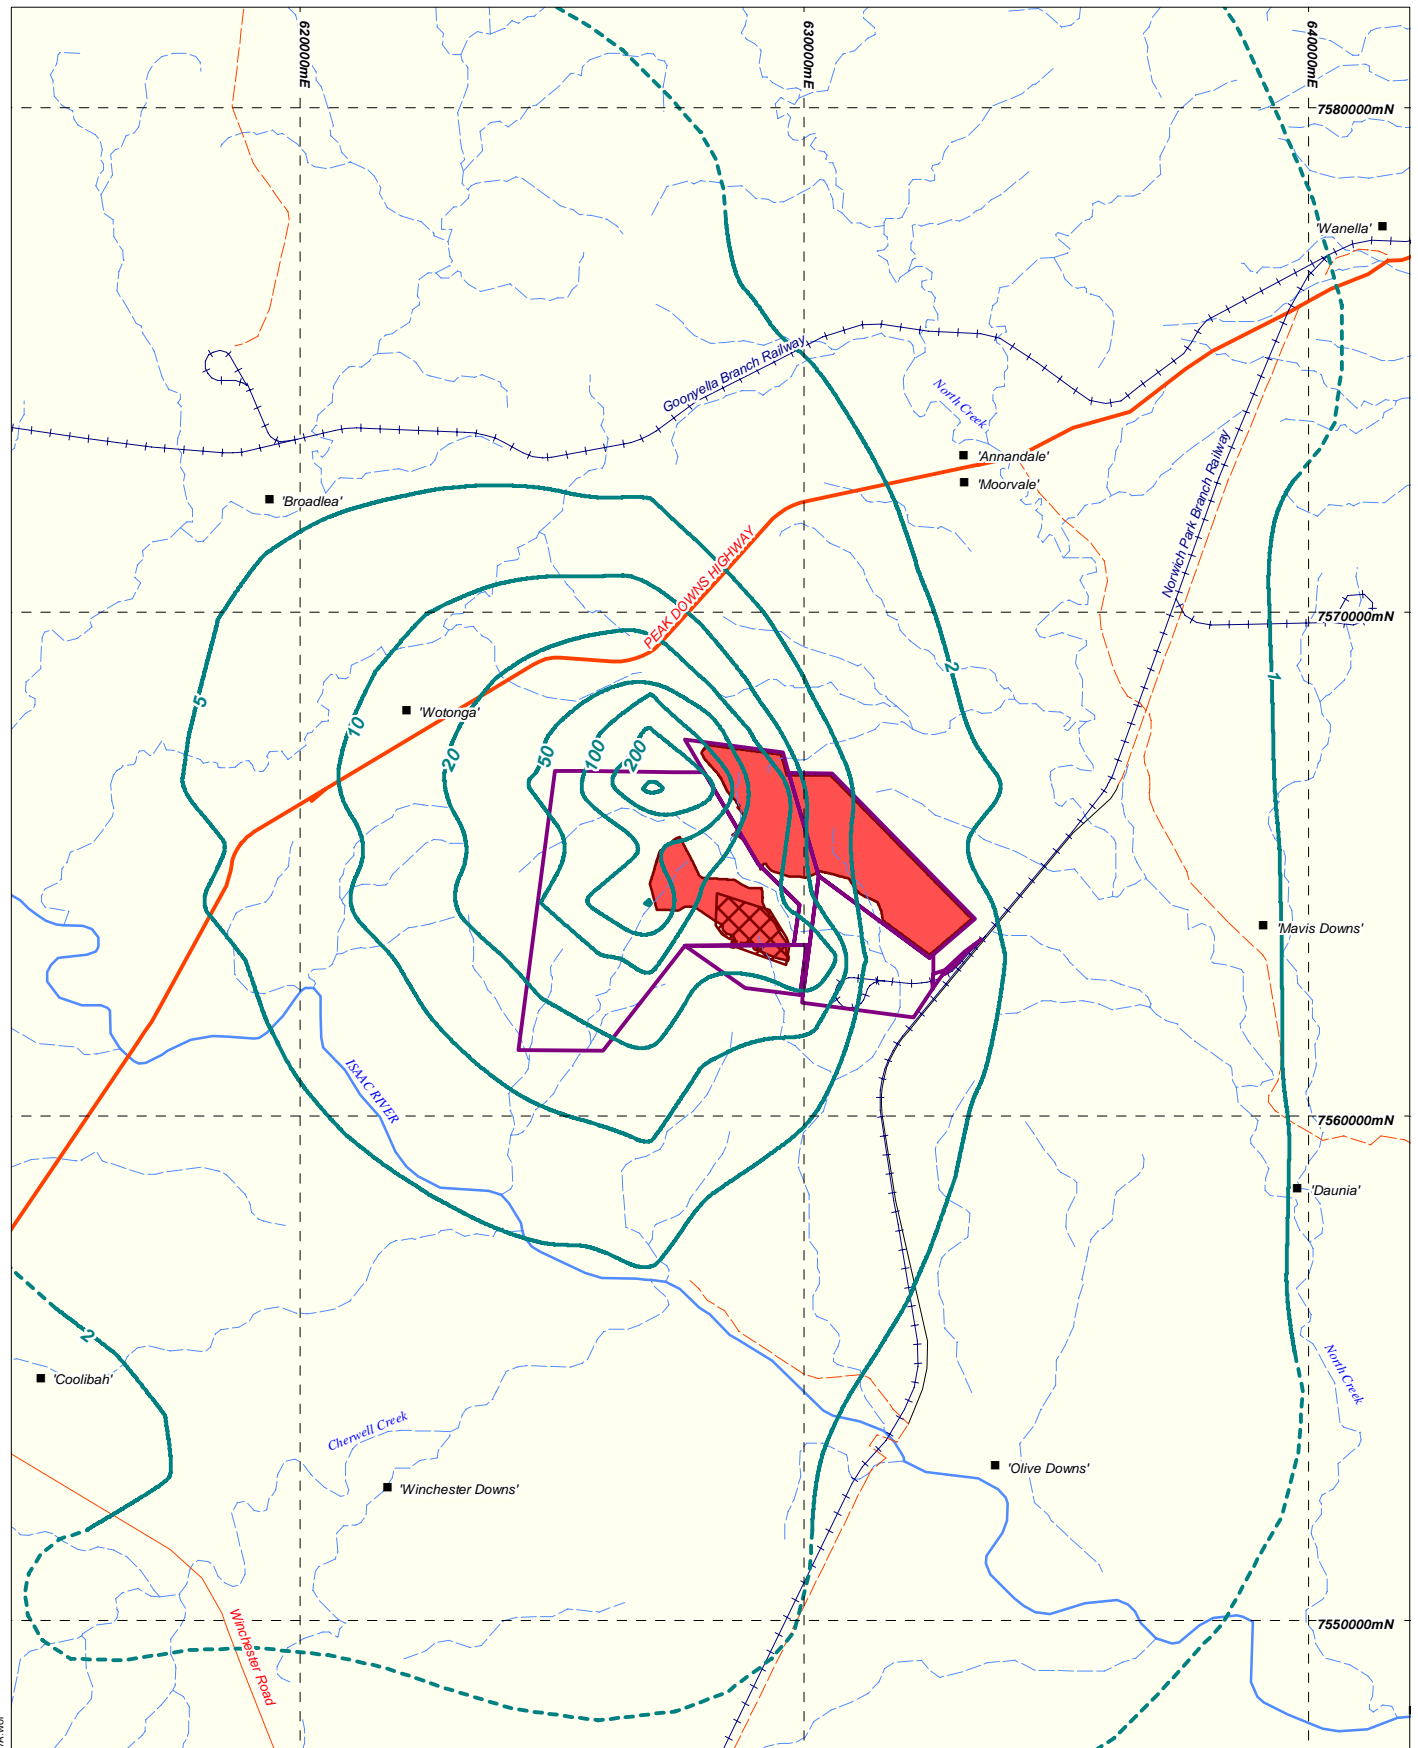 620000mE
630000mE
640000mE
7580000mN
'Wanella'
Goonyella Branch Railway
North Creek
'Annandale'
'Moorvale'
'Broadlea'
Norwich Park Branch Railway
PEAK DOWNS HIGHWAY
7570000mN
2
1
5
10
'Wotonga'
20
50
100
200
'Mavis Downs'
ISAAC RIVER
7560000mN
'Daunia'
2
'Coolibah'
North Creek
Cherwell Creek
'Winchester Downs'
'Olive Downs'
Winchester Road
7550000mN